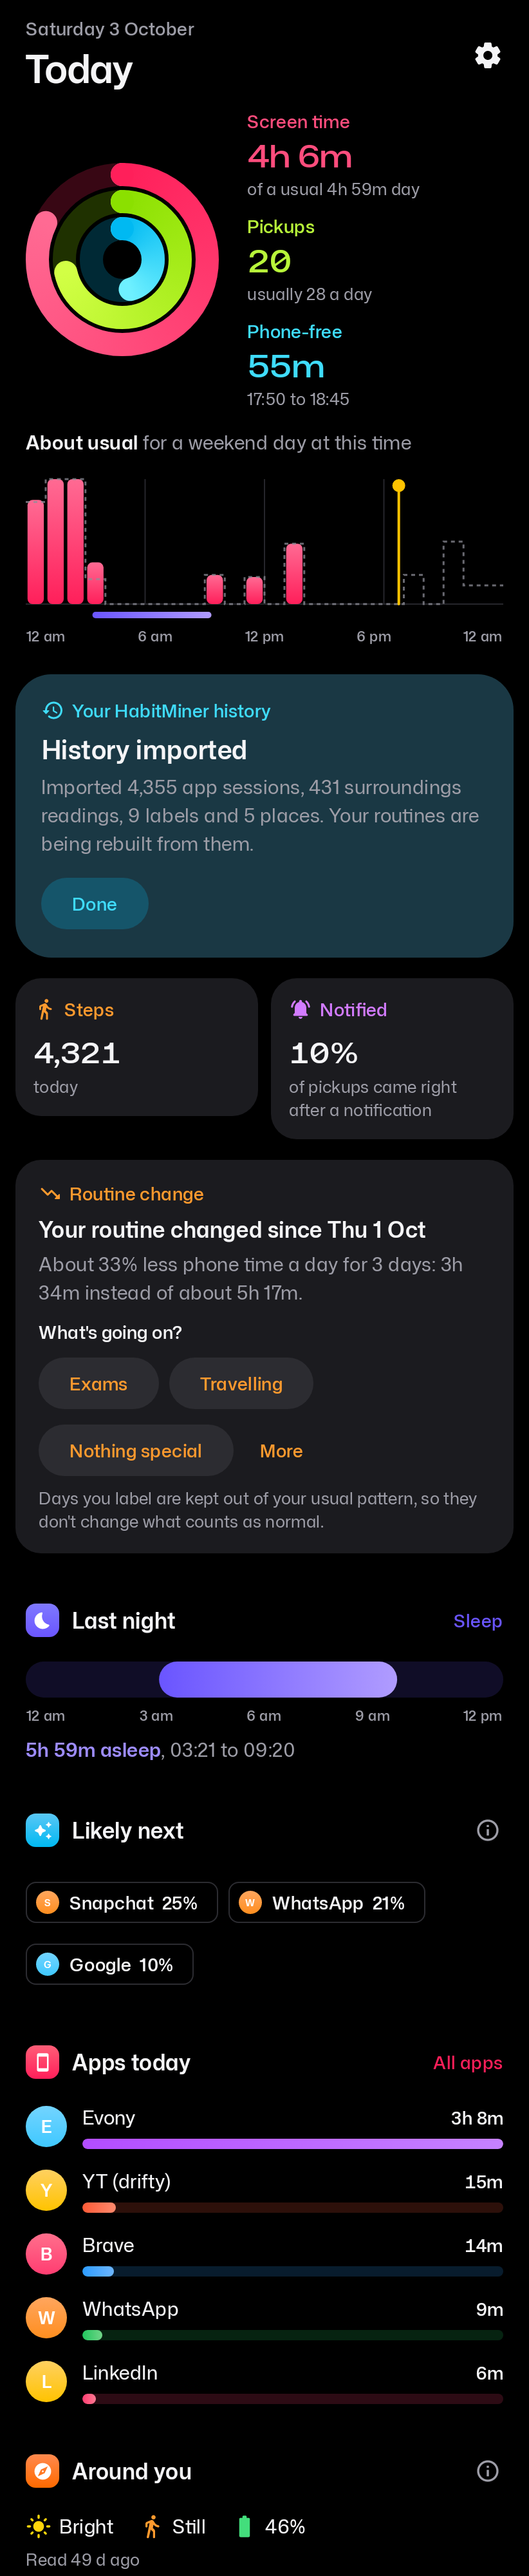 Saturday 3 October
Today
Screen time
4h 6m
of a usual 4h 59m day
Pickups
20
usually 28 a day
Phone-free
55m
17:50 to 18:45
About usual for a weekend day at this time
12 am 6 am 12 pm 6 pm 12 am
Your HabitMiner history
History imported
Imported 4,355 app sessions, 431 surroundings
readings, 9 labels and 5 places. Your routines are
being rebuilt from them.
Done
Steps
4,321
today
Notified
10%
of pickups came right
after a notification
Routine change
Your routine changed since Thu 1 Oct
About 33% less phone time a day for 3 days: 3h
34m instead of about 5h 17m.
What's going on?
Exams Travelling
Nothing special More
Days you label are kept out of your usual pattern, so they
don't change what counts as normal.
Last night Sleep
12 am 3 am 6 am 9 am 12 pm
5h 59m asleep, 03:21 to 09:20
Likely next
S Snapchat 25% W WhatsApp 21%
G Google 10%
Apps today All apps
E Evony 3h 8m
Y YT (drifty) 15m
B Brave 14m
W WhatsApp 9m
L LinkedIn 6m
Around you
Bright Still 46%
Read 49 d ago